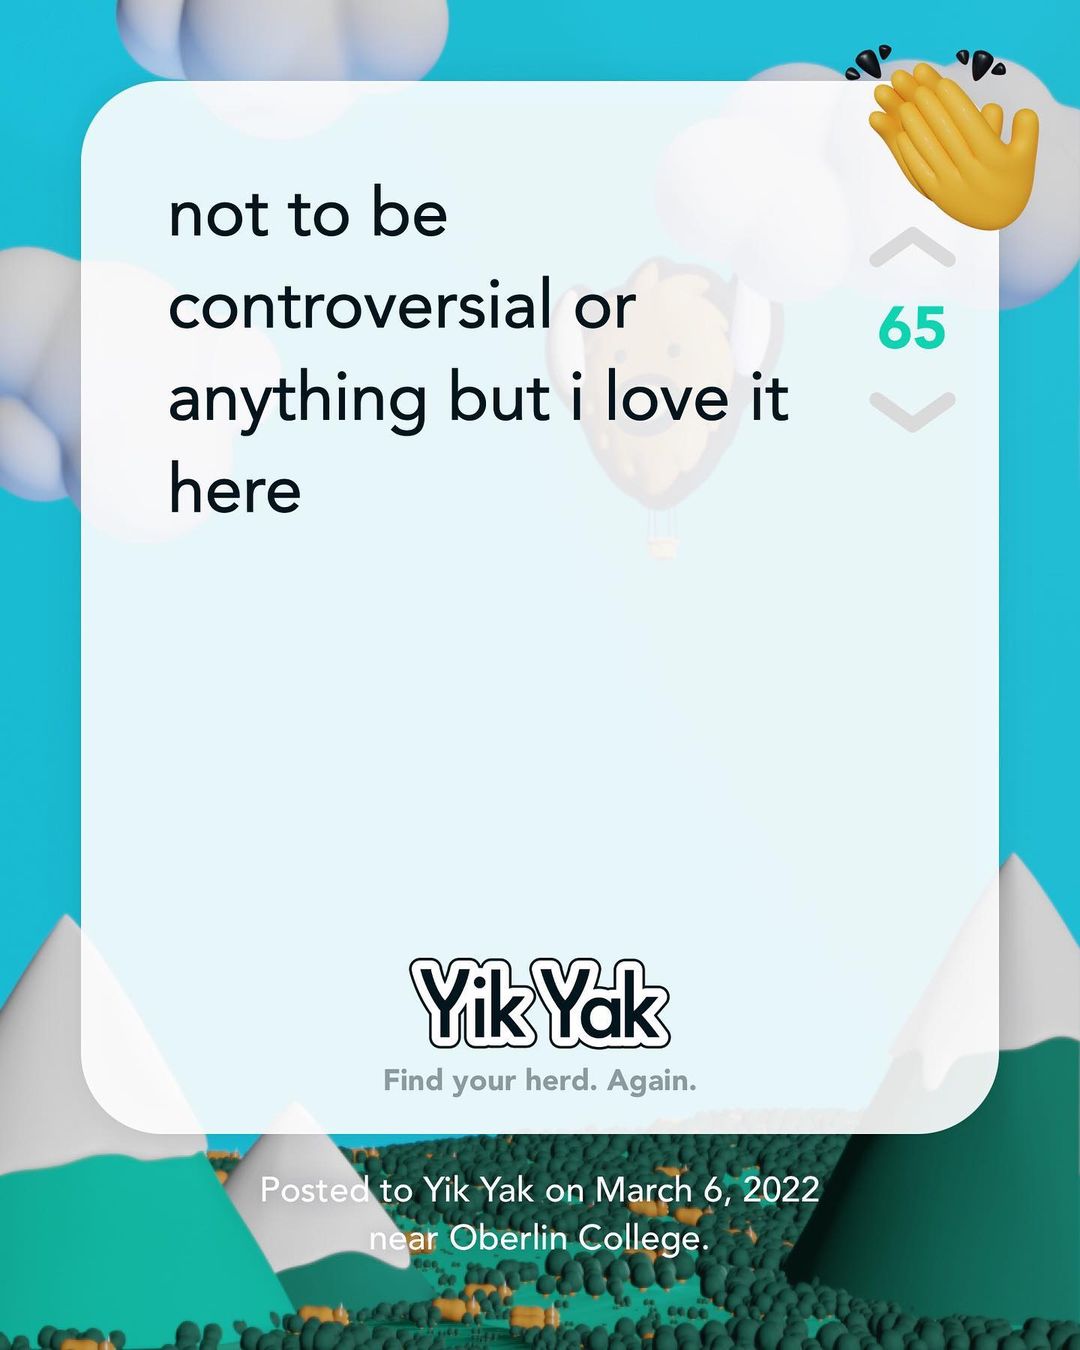 not to be
controversial or
anything but i love it
here
65
Yik Yak
Find your herd. Again.
Posted to Yik Yak on March 6, 2022
near Oberlin College.